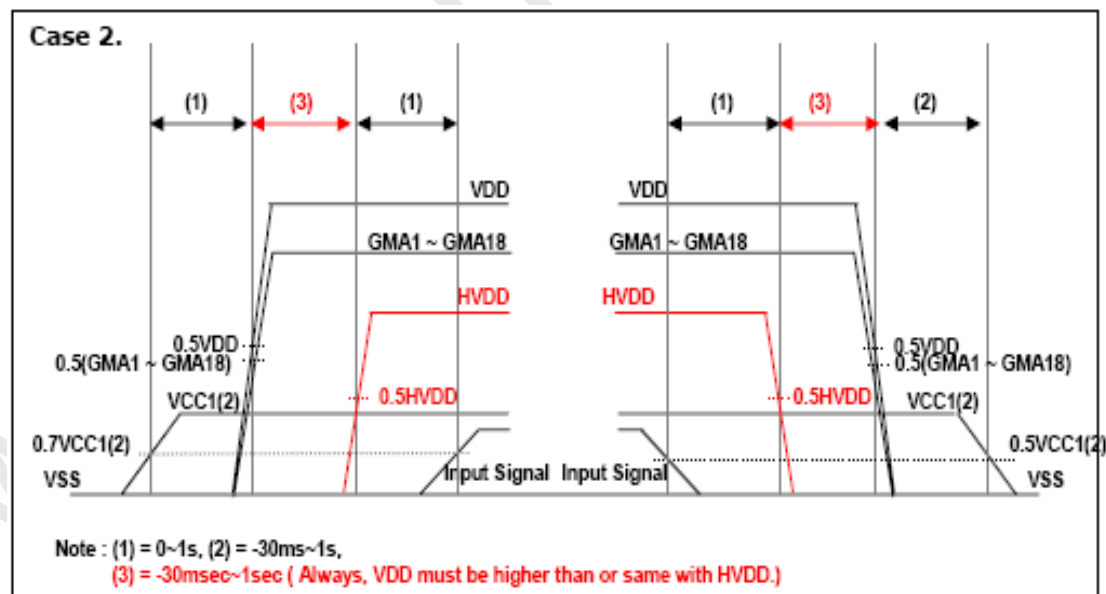 Case 2.
(1) (3) (1) (1) (3) (2)
VDD VDD
GMA1 ~ GMA18 GMA1 ~ GMA18
HVDD HVDD
0.5VDD 0.5VDD
0.5(GMA1 ~ GMA18) 0.5(GMA1 ~ GMA18)
VCC1(2) 0.5HVDD 0.5HVDD VCC1(2)
0.7VCC1(2) 0.5VCC1(2)
VSS Input Signal Input Signal VSS
Note : (1) = 0~1s, (2) = -30ms~1s,
(3) = -30msec~1sec ( Always, VDD must be higher than or same with HVDD.)